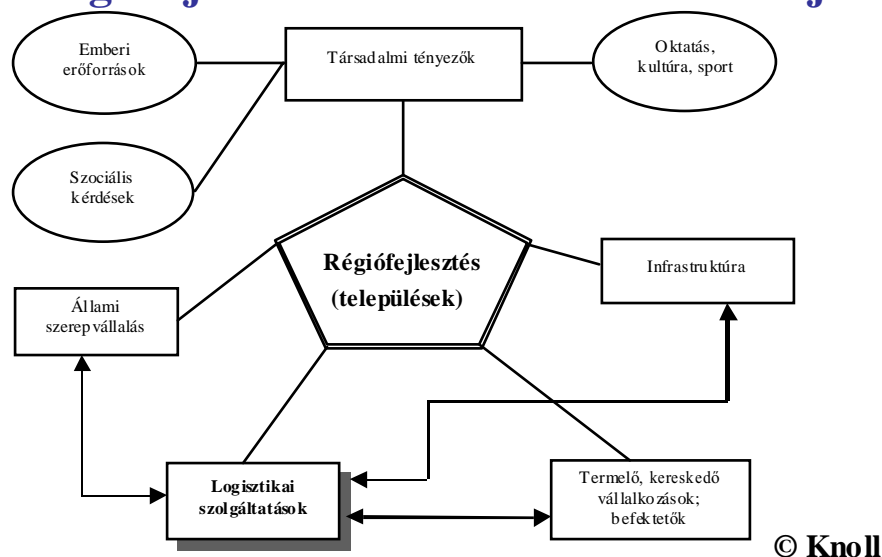 Emberi
erőforrások
Társadalmi tényezők
Oktatás,
kultúra, sport
Szociális
kérdések
Régiófejlesztés
(települések)
Infrastruktúra
Állami
szerepvállalás
Logisztikai
szolgáltatások
Termelő, kereskedő
vállalkozások;
befektetők
© Knoll